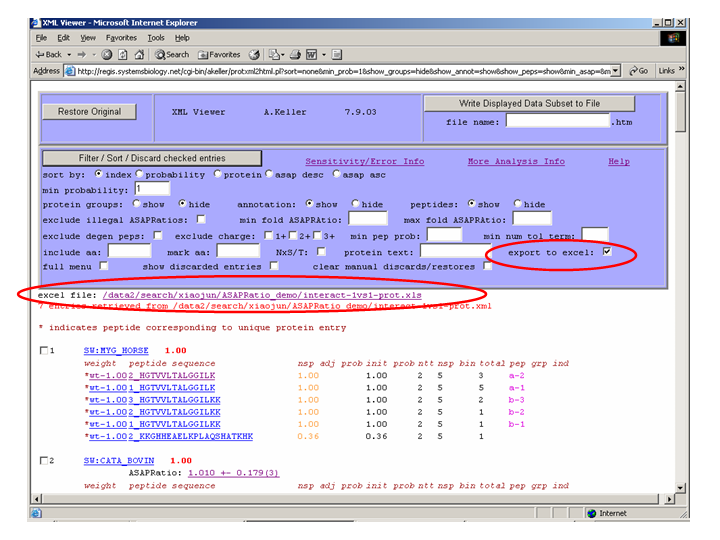 XML Viewer - Microsoft Internet Explorer
File Edit View Favorites Tools Help
Back Search Favorites
Address http://regis.systemsbiology.net/cgi-bin/akeller/protxml2html.pl?sort=none&min_prob=1&show_groups=hide&show_annot=show&show_peps=show&min_asap=&m Go Links »
Restore Original XML Viewer A.Keller 7.9.03 Write Displayed Data Subset to File
file name: .htm
Filter / Sort / Discard checked entries Sensitivity/Error Info More Analysis Info Help
sort by: index probability protein asap desc asap asc
min probability: 1
protein groups: show hide annotation: show hide peptides: show hide
exclude illegal ASAPRatios: min fold ASAPRAtio: max fold ASAPRAtio:
exclude degen peps: exclude charge: 1+ 2+ 3+ min pep prob: min num tol term:
include aa: mark aa: NxS/T: protein text: export to excel:
full menu show discarded entries clear manual discards/restores
excel file: /data2/search/xiaojun/ASAPRatio_demo/interact-1vs1-prot.xls
7 entries retrieved from /data2/search/xiaojun/ASAPRatio_demo/interact-1vs1-prot.xml
* indicates peptide corresponding to unique protein entry
1 SW:MYG_HORSE 1.00
weight peptide sequence nsp adj prob init prob ntt nsp bin total pep grp ind
*wt-1.00 2_HGTVVLTALGGILK 1.00 1.00 2 5 3 a-2
*wt-1.00 1_HGTVVLTALGGILK 1.00 1.00 2 5 5 a-1
*wt-1.00 3_HGTVVLTALGGILKK 1.00 1.00 2 5 2 b-3
*wt-1.00 2_HGTVVLTALGGILKK 1.00 1.00 2 5 1 b-2
*wt-1.00 1_HGTVVLTALGGILKK 1.00 1.00 2 5 1 b-1
*wt-1.00 2_KKGHHEAELKPLAQSHATKHK 0.36 0.36 2 5 1
2 SW:CATA_BOVIN 1.00
ASAPRatio: 1.010 +- 0.179(3)
weight peptide sequence nsp adj prob init prob ntt nsp bin total pep grp ind
Internet